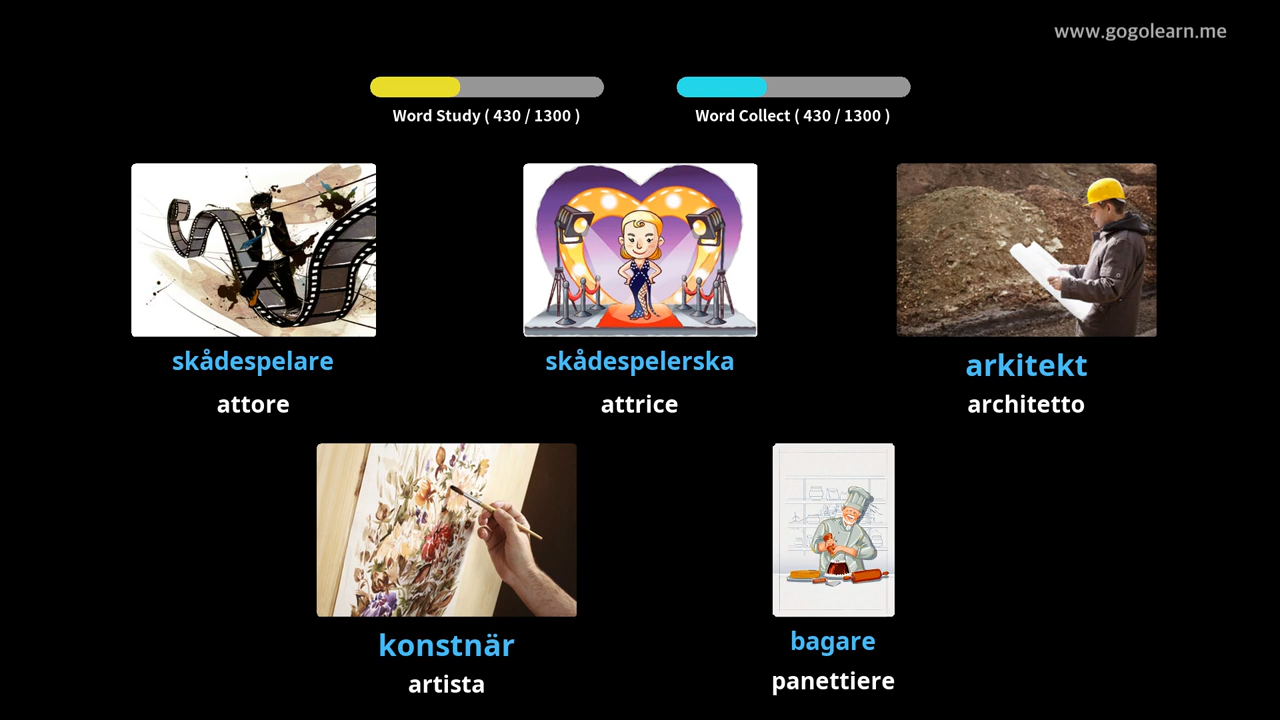 www.gogolearn.me
Word Study ( 430 / 1300 )
Word Collect ( 430 / 1300 )
skådespelare
attore
skådespelerska
attrice
arkitekt
architetto
konstnär
artista
bagare
panettiere